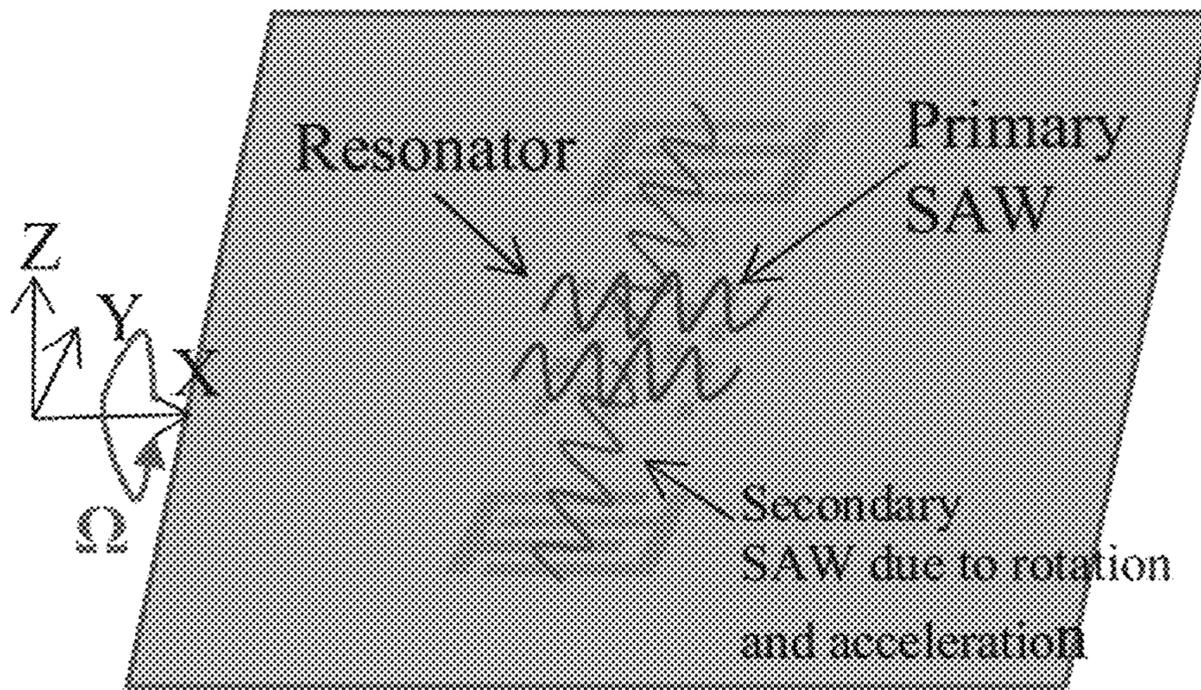 Resonator
Primary
SAW
Z
Y
X
Ω
Secondary
SAW due to rotation
and acceleration